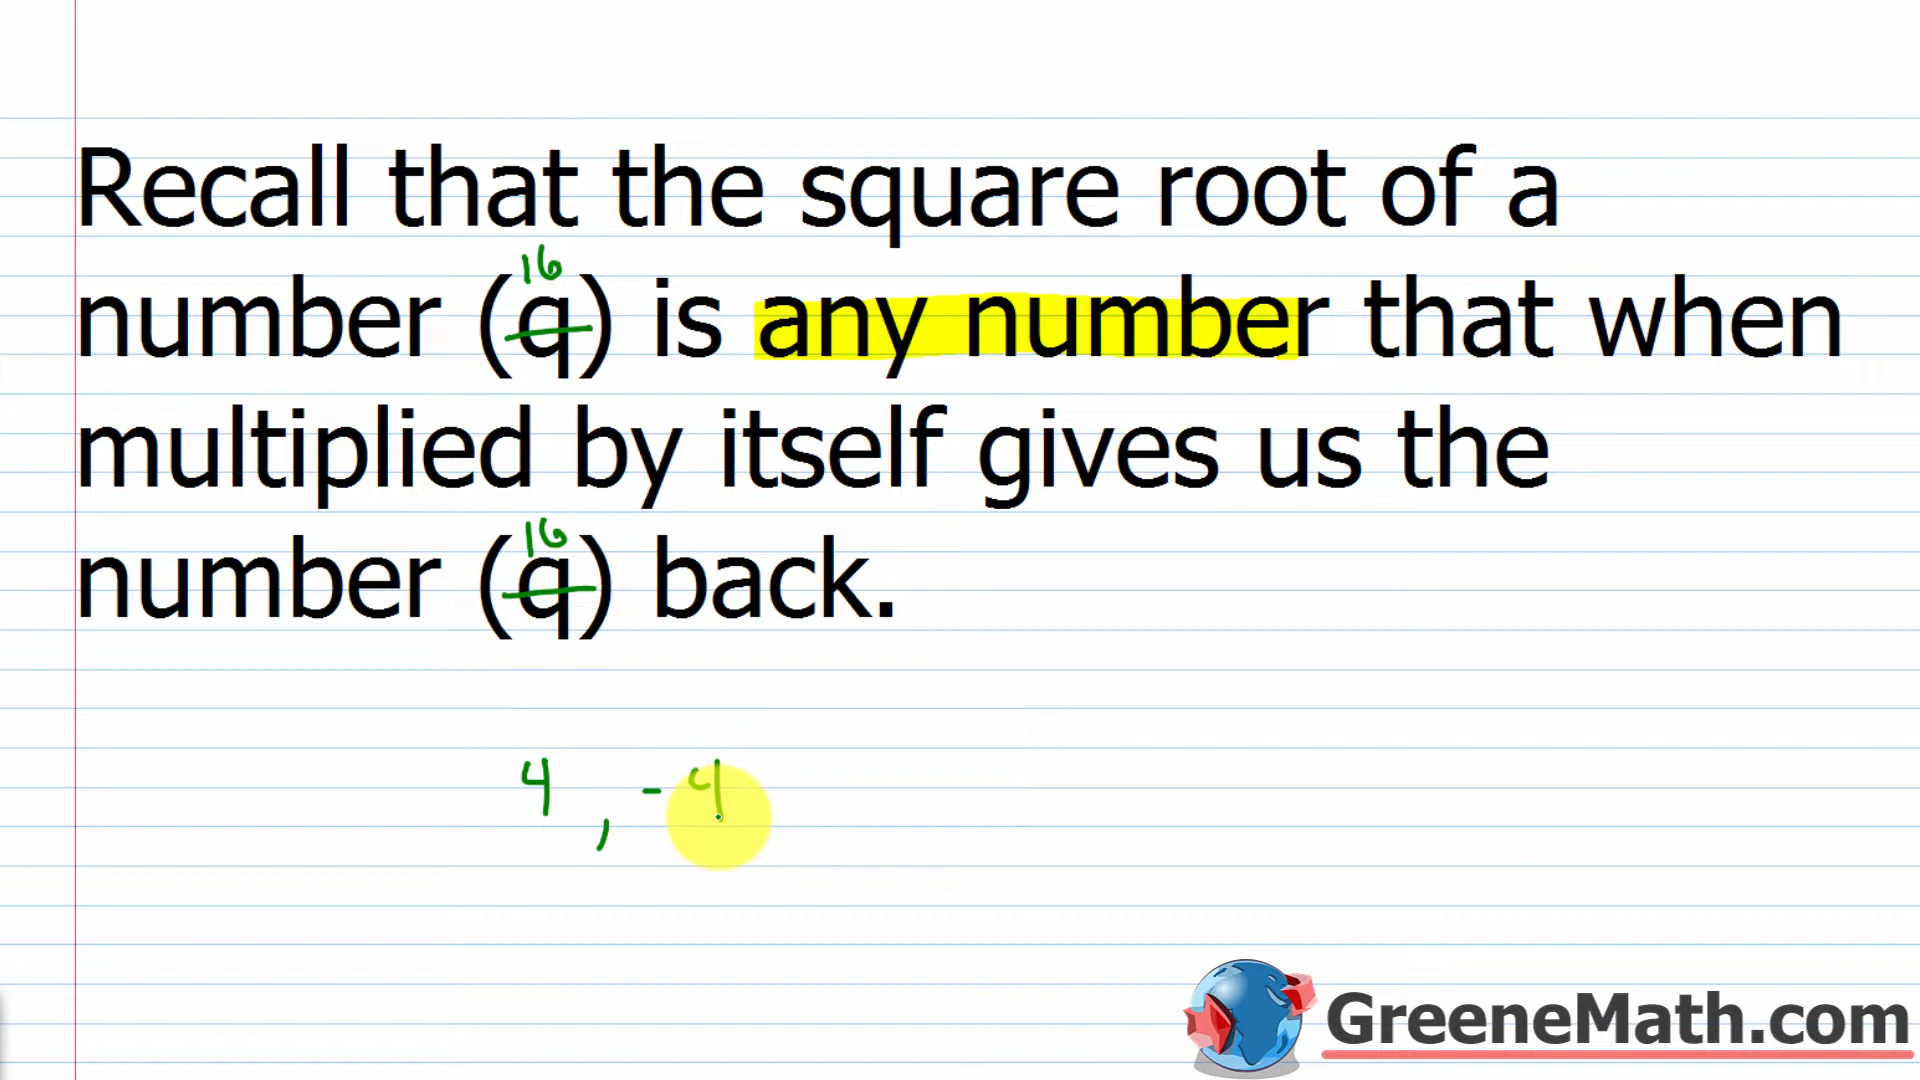 Recall that the square root of a
16
number (q) is any number that when
multiplied by itself gives us the
16
number (q) back.
4 , -4
GreeneMath.com